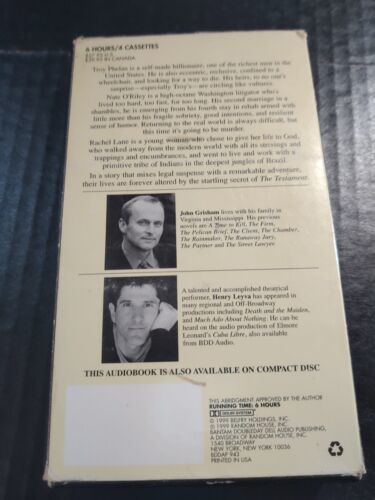 6 HOURS/4 CASSETTES
$39.95 IN CANADA
Troy Phelan is a self made billionaire, one of the richest men in the
United States. He is also eccentric, reclusive, confined to a
wheelchair, and looking for a way to die. His heirs, to no one's
surprise—especially Troy's—are circling like vultures.
Nate O'Riley is a high-octane Washington litigator who's
lived too hard, too fast, for too long. His second marriage in a
shambles, he is emerging from his fourth stay in rehab armed with
little more than his fragile sobriety, good intentions, and resilient
sense of humor. Returning to the real world is always difficult, but
this time it's going to be murder.
Rachel Lane is a young woman who chose to give her life to God,
who walked away from the modern world with all its strivings and
trappings and encumbrances, and went to live and work with a
primitive tribe of Indians in the deepest jungles of Brazil.
In a story that mixes legal suspense with a remarkable adventure,
their lives are forever altered by the startling secret of The Testament.
John Grisham lives with his family in
Virginia and Mississippi. His previous
novels are A Time to Kill, The Firm,
The Pelican Brief, The Client, The Chamber,
The Rainmaker, The Runaway Jury,
The Partner and The Street Lawyer
A talented and accomplished theatrical
performer, Henry Leyva has appeared in
many regional and Off-Broadway
productions including Death and the Maiden,
and Much Ado About Nothing. He can be
heard on the audio production of Elmore
Leonard's Cuba Libre, also available
from BDD Audio.
THIS AUDIOBOOK IS ALSO AVAILABLE ON COMPACT DISC
THIS ABRIDGMENT APPROVED BY THE AUTHOR
RUNNING TIME: 6 HOURS
DOLBY SYSTEM
© 1999 BELFRY HOLDINGS, INC.
℗ 1999 RANDOM HOUSE, INC.
BANTAM DOUBLEDAY DELL AUDIO PUBLISHING,
A DIVISION OF RANDOM HOUSE, INC.
1540 BROADWAY
NEW YORK, NEW YORK 10036
BDDAP 943
PRINTED IN USA